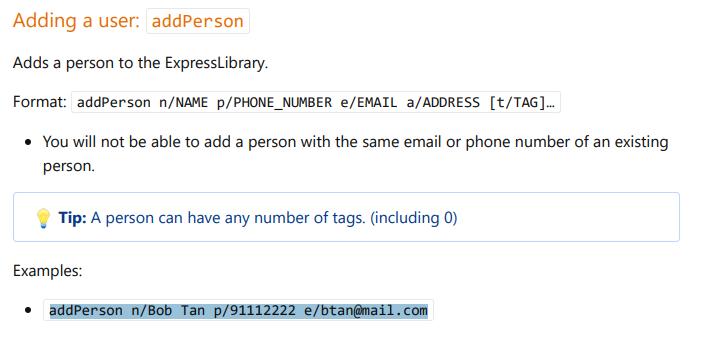 Adding a user: addPerson
Adds a person to the ExpressLibrary.
Format: addPerson n/NAME p/PHONE_NUMBER e/EMAIL a/ADDRESS [t/TAG]…
• You will not be able to add a person with the same email or phone number of an existing
person.
💡 Tip: A person can have any number of tags. (including 0)
Examples:
• addPerson n/Bob Tan p/91112222 e/btan@mail.com